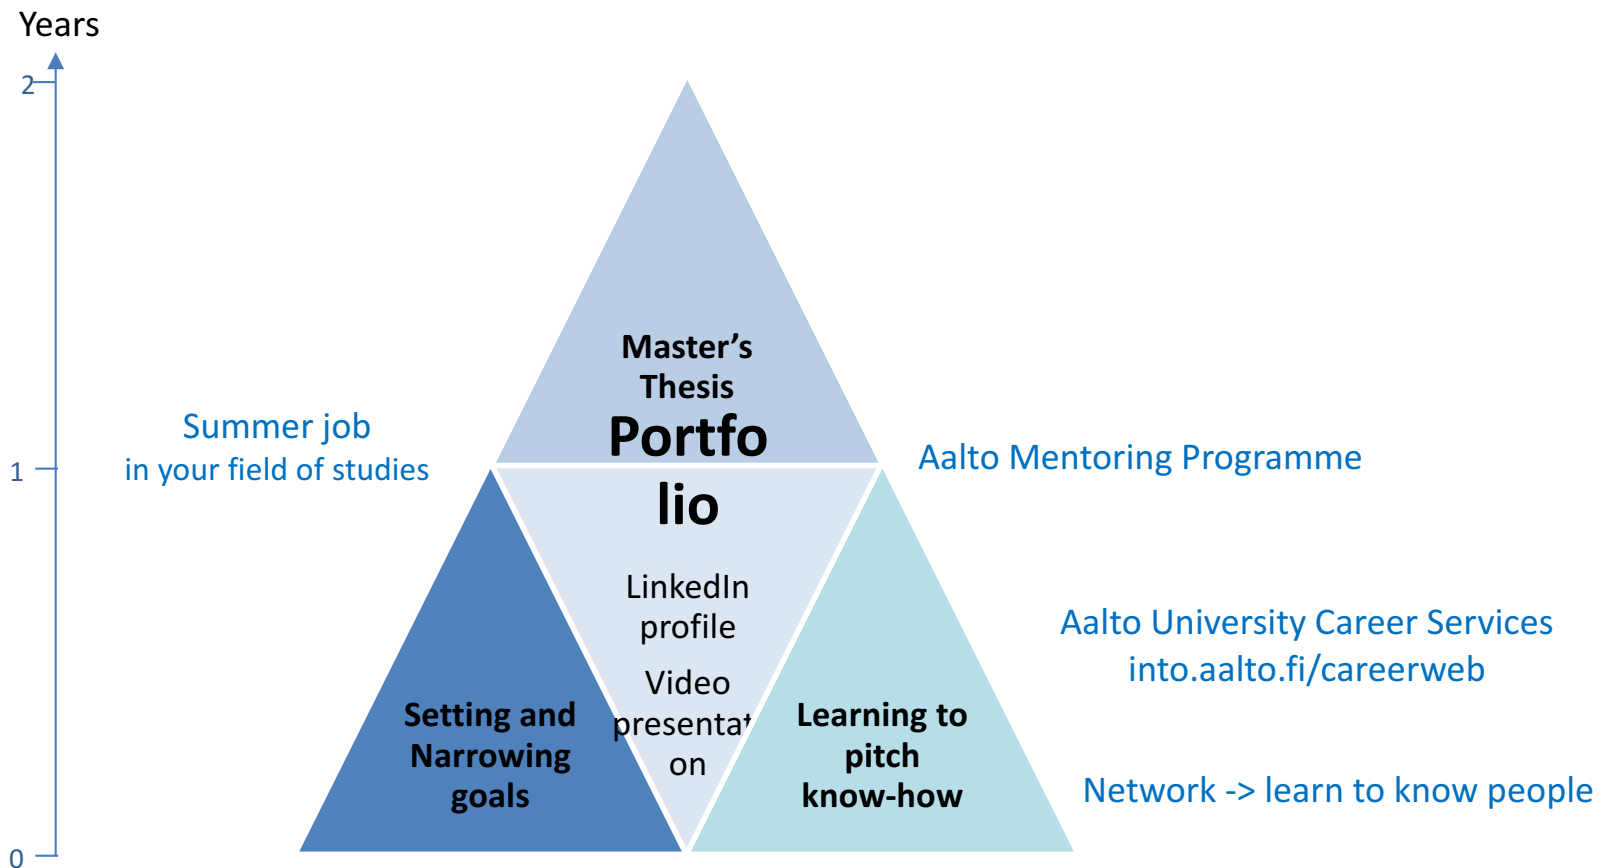 Years
2
Master's
Thesis
Portfo
lio
Summer job
in your field of studies
1
Aalto Mentoring Programme
LinkedIn
profile
Video
presentat
on
Aalto University Career Services
into.aalto.fi/careerweb
Setting and
Narrowing
goals
Learning to
pitch
know-how
Network -> learn to know people
0